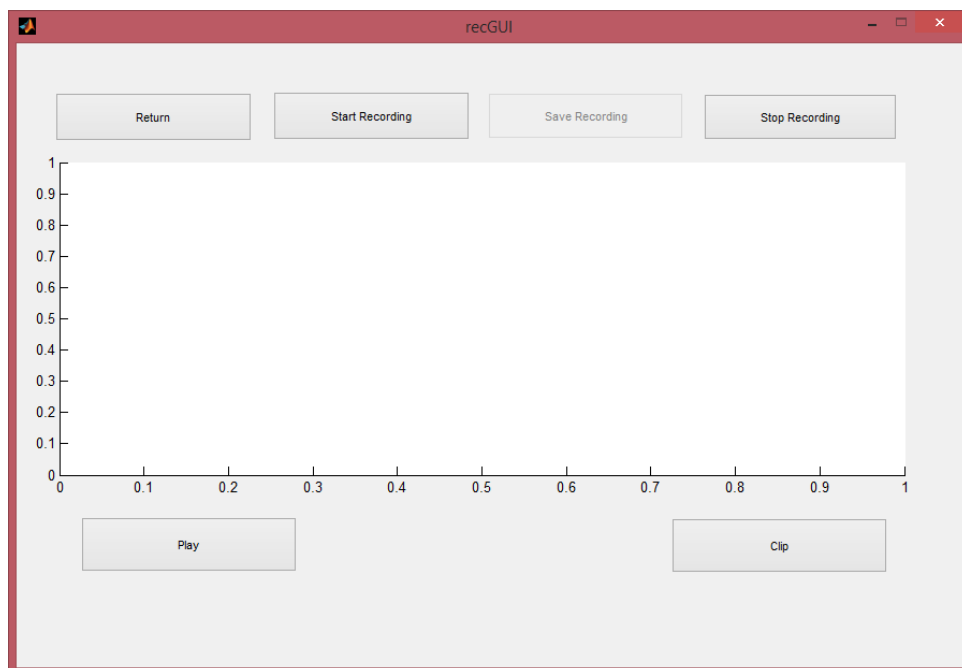 recGUI
Return Start Recording Save Recording Stop Recording
1
0.9
0.8
0.7
0.6
0.5
0.4
0.3
0.2
0.1
0
0 0.1 0.2 0.3 0.4 0.5 0.6 0.7 0.8 0.9 1
Play Clip